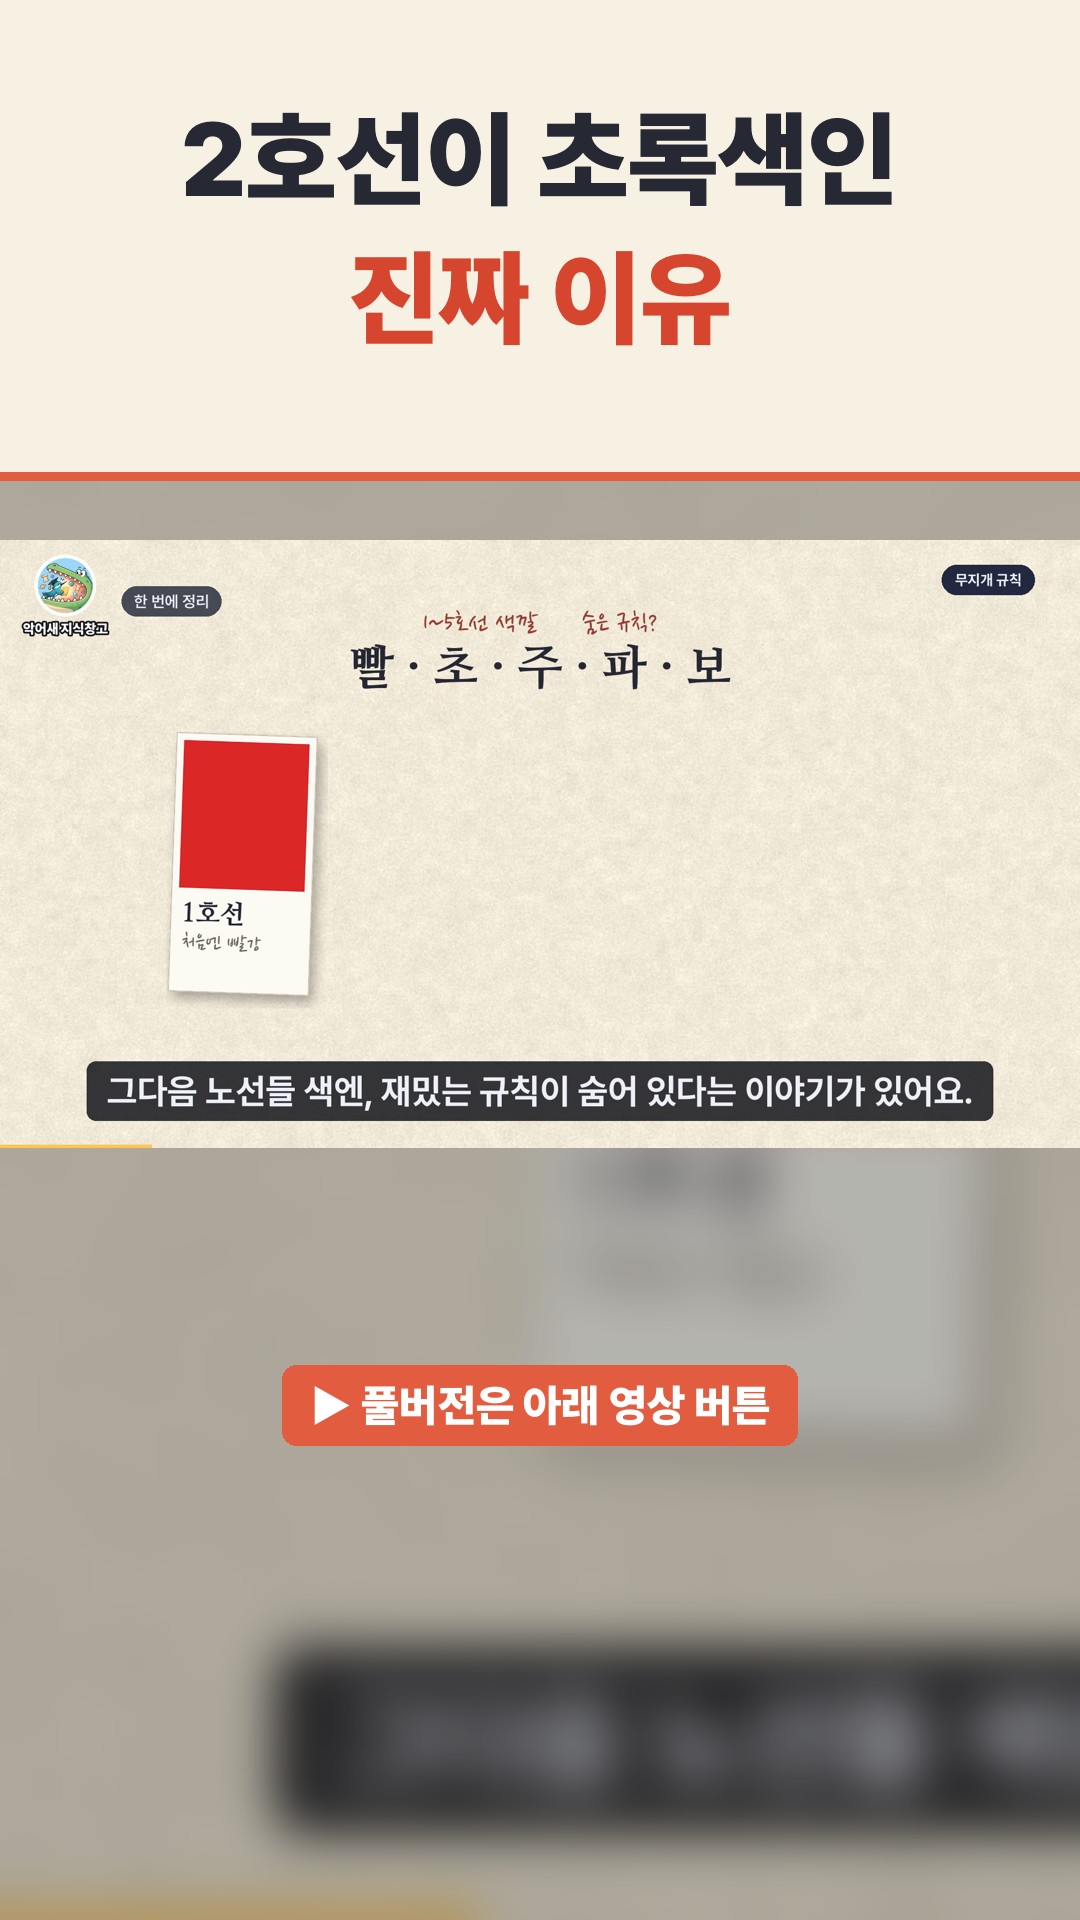 2호선이 초록색인
진짜 이유
악어새 지식창고
한 번에 정리
무지개 규칙
1~5호선 색깔 숨은 규칙?
빨·초·주·파·보
1호선
처음엔 빨강
그다음 노선들 색엔, 재밌는 규칙이 숨어 있다는 이야기가 있어요.
▶ 풀버전은 아래 영상 버튼